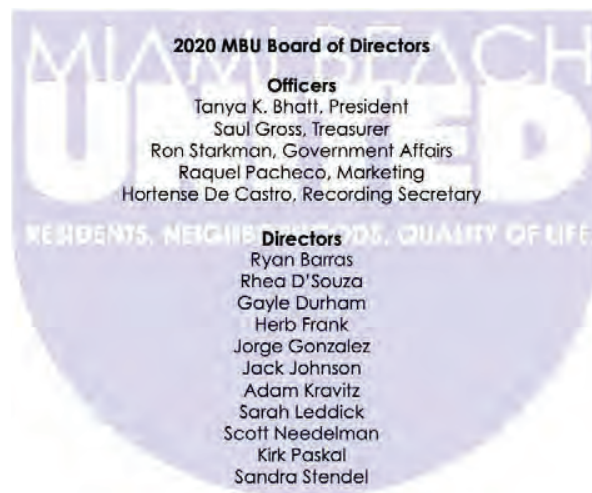 2020 MBU Board of Directors
Officers
Tanya K. Bhatt, President
Saul Gross, Treasurer
Ron Starkman, Government Affairs
Raquel Pacheco, Marketing
Hortense De Castro, Recording Secretary
Directors
Ryan Barras
Rhea D'Souza
Gayle Durham
Herb Frank
Jorge Gonzalez
Jack Johnson
Adam Kravitz
Sarah Leddick
Scott Needelman
Kirk Paskal
Sandra Stendel
MIAMI BEACH
UNITED
RESIDENTS, NEIGHBORHOODS, QUALITY OF LIFE